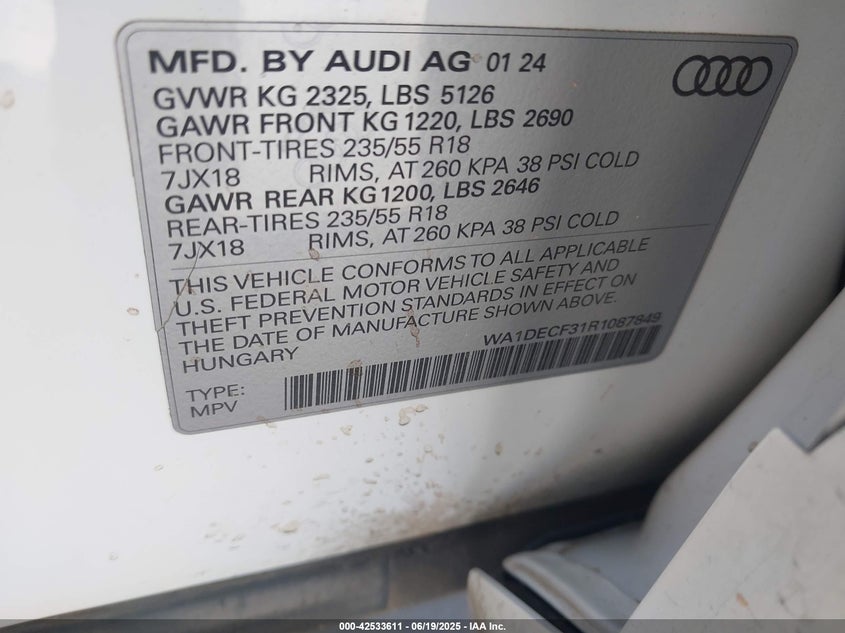 MFD. BY AUDI AG 01 24
GVWR KG 2325, LBS 5126
GAWR FRONT KG 1220, LBS 2690
FRONT-TIRES 235/55 R18
7JX18 RIMS, AT 260 KPA 38 PSI COLD
GAWR REAR KG 1200, LBS 2646
REAR-TIRES 235/55 R18
7JX18 RIMS, AT 260 KPA 38 PSI COLD
THIS VEHICLE CONFORMS TO ALL APPLICABLE
U.S. FEDERAL MOTOR VEHICLE SAFETY AND
THEFT PREVENTION STANDARDS IN EFFECT ON
THE DATE OF MANUFACTURE SHOWN ABOVE.
HUNGARY
WA1DECF31R1087849
TYPE:
MPV
000-42533611 - 06/19/2025 - IAA Inc.